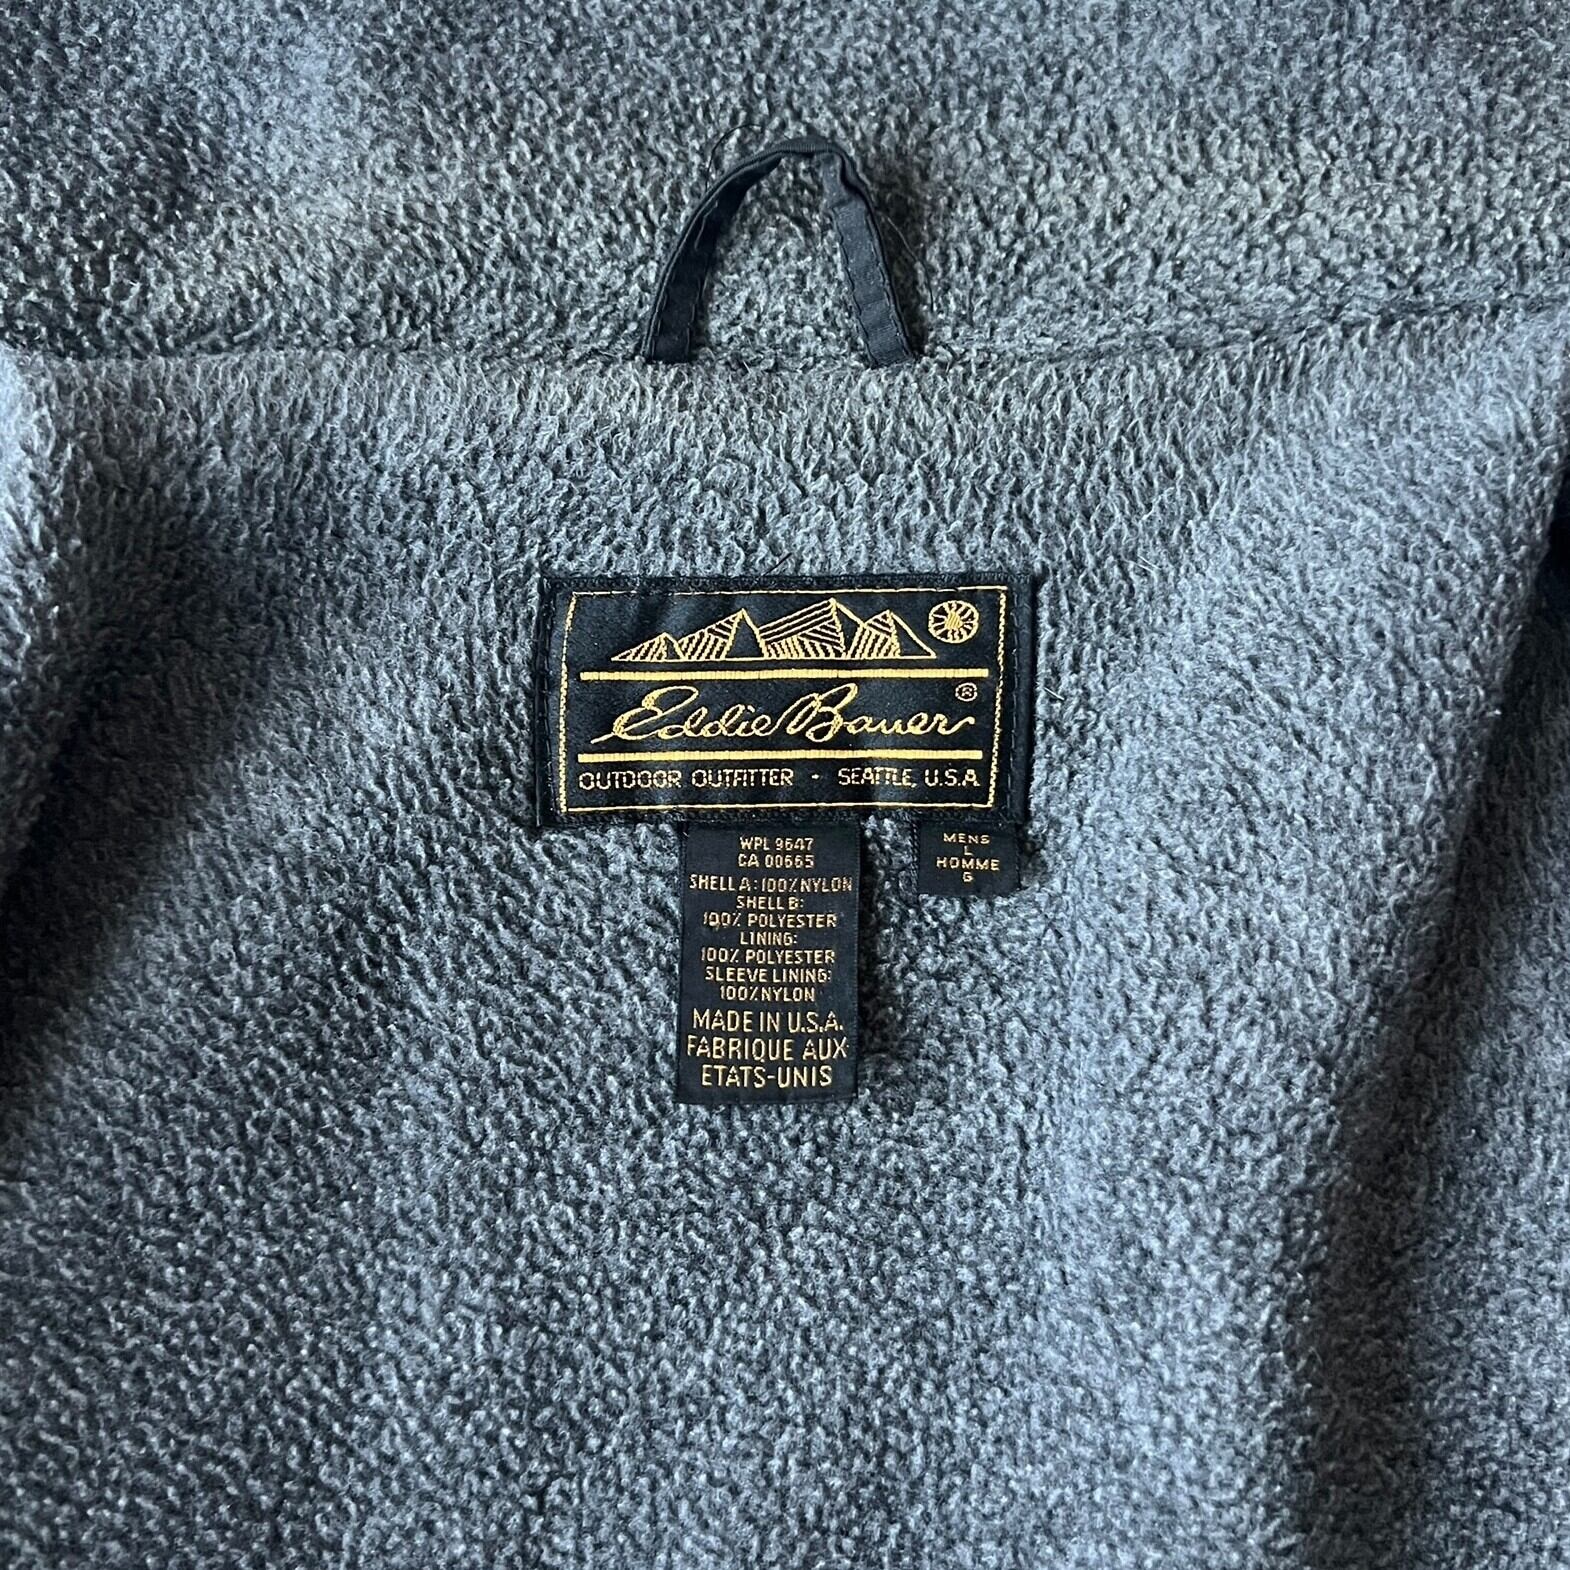 Eddie Bauer®
OUTDOOR OUTFITTER · SEATTLE, U.S.A
WPL 9647
CA 00555
SHELL A: 100% NYLON
SHELL B:
100% POLYESTER
LINING:
100% POLYESTER
SLEEVE LINING:
100% NYLON
MADE IN U.S.A.
FABRIQUE AUX
ETATS-UNIS
MENS
L
HOMME
G